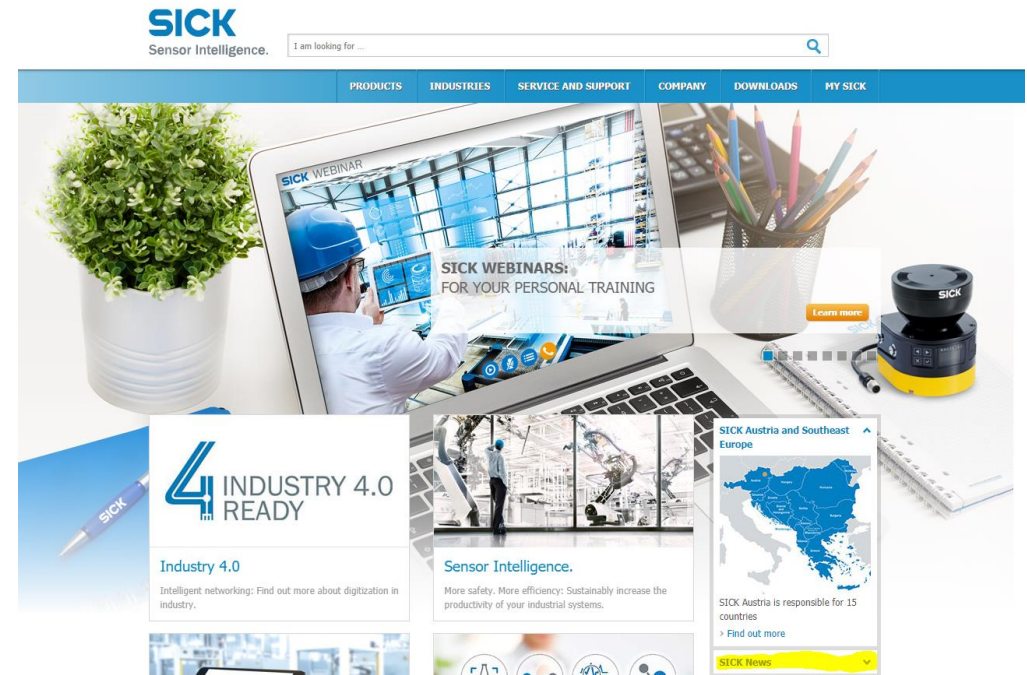 SICK
Sensor Intelligence.
I am looking for ...
PRODUCTS
INDUSTRIES
SERVICE AND SUPPORT
COMPANY
DOWNLOADS
MY SICK
SICK WEBINAR
SICK WEBINARS:
FOR YOUR PERSONAL TRAINING
Learn more
SICK
SICK
4 INDUSTRY 4.0
READY
Industry 4.0
Intelligent networking: Find out more about digitization in
industry.
Sensor Intelligence.
More safety. More efficiency: Sustainably increase the
productivity of your industrial systems.
SICK Austria and Southeast
Europe
SICK Austria is responsible for 15
countries
> Find out more
SICK News